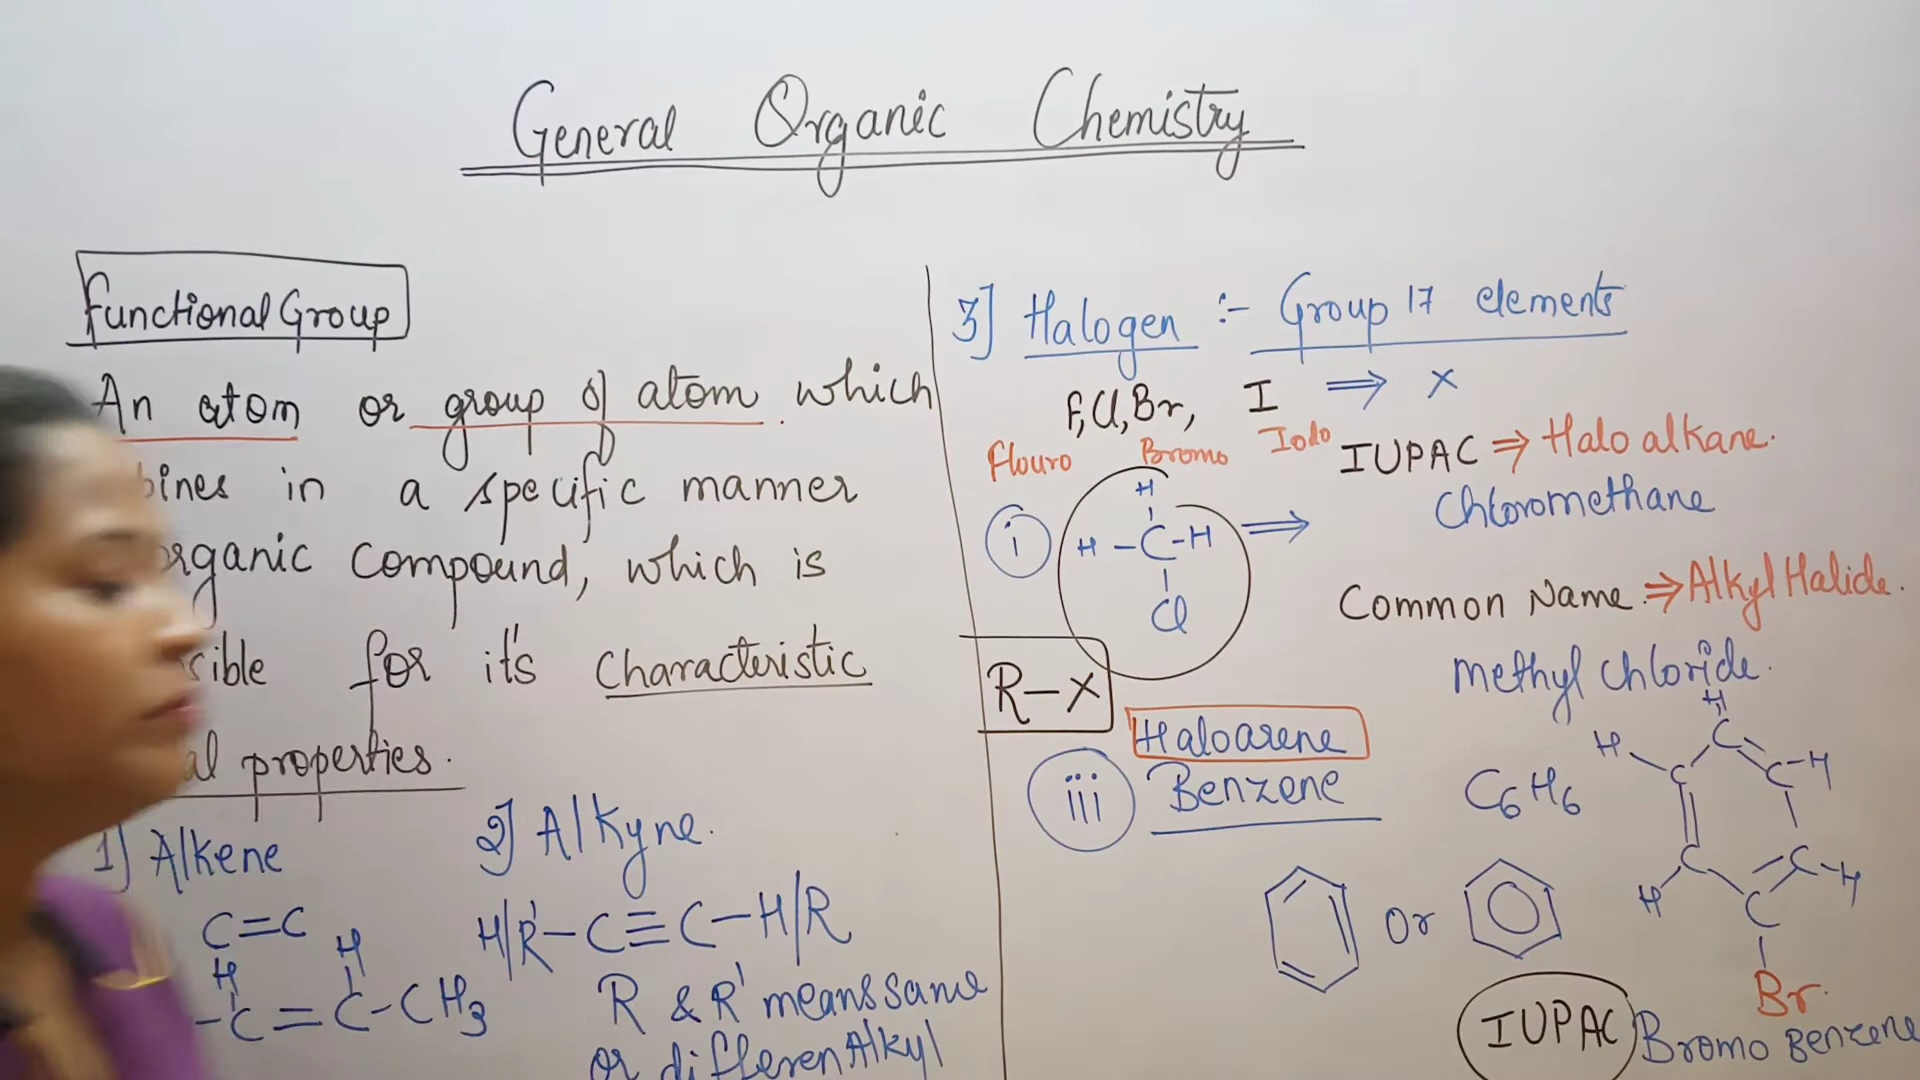 General Organic Chemistry
Functional Group
An atom or group of atom which
bines in a specific manner
organic compound, which is
sible for it's characteristic
al properties.
1] Alkene
C=C
H H
-C=C-CH3
2] Alkyne.
H/R'-C≡C-H/R
R & R' means same
or differen Alkyl
3] Halogen :- Group 17 elements
F, Cl, Br, I ⇒ X
Flouro Bromo Iodo
IUPAC ⇒ Halo alkane.
Chloromethane
i
H
H-C-H ⇒
Cl
Common Name ⇒ Alkyl Halide.
Methyl chloride.
R-X
Haloarene
iii Benzene
C6H6
H
H C C-H
C
C C-H
H C
Br.
Or
IUPAC Bromo Benzene